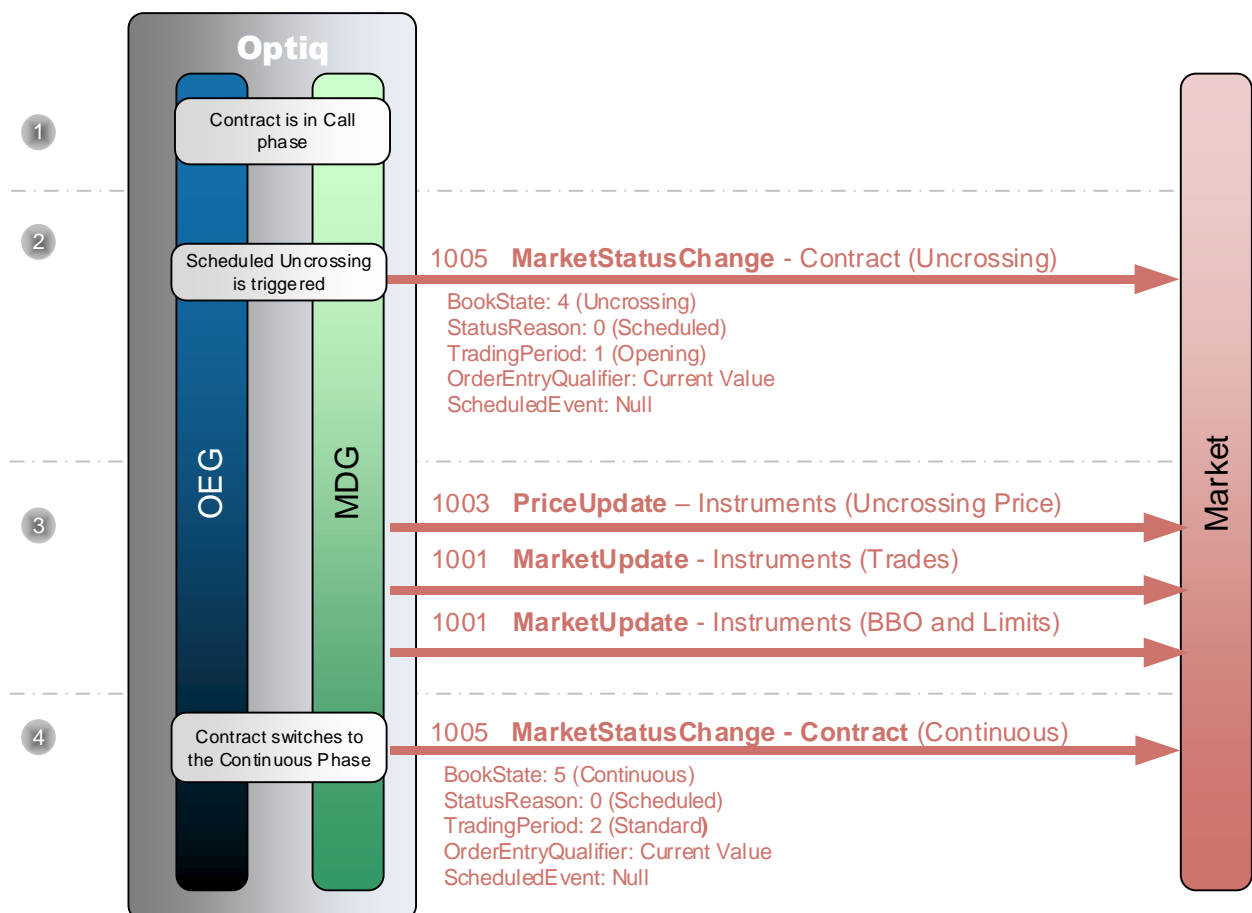 Optiq
1
Contract is in Call
phase
2
Scheduled Uncrossing
is triggered
1005 MarketStatusChange - Contract (Uncrossing)
BookState: 4 (Uncrossing)
StatusReason: 0 (Scheduled)
TradingPeriod: 1 (Opening)
OrderEntryQualifier: Current Value
ScheduledEvent: Null
OEG
MDG
Market
3
1003 PriceUpdate – Instruments (Uncrossing Price)
1001 MarketUpdate - Instruments (Trades)
1001 MarketUpdate - Instruments (BBO and Limits)
4
Contract switches to
the Continuous Phase
1005 MarketStatusChange - Contract (Continuous)
BookState: 5 (Continuous)
StatusReason: 0 (Scheduled)
TradingPeriod: 2 (Standard)
OrderEntryQualifier: Current Value
ScheduledEvent: Null